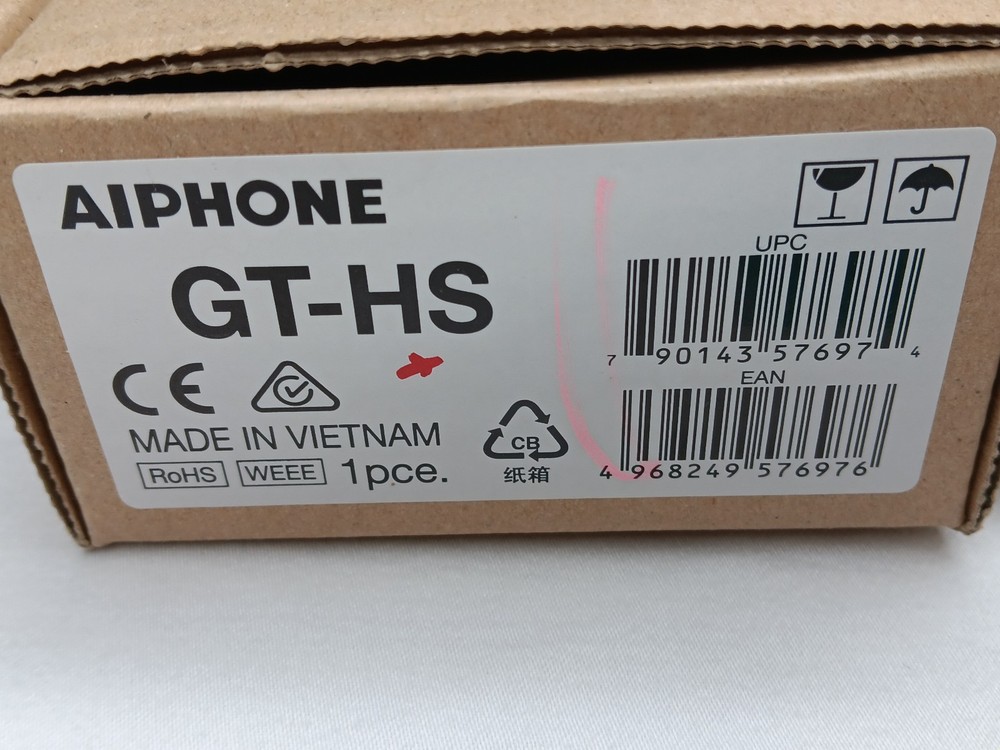 AIPHONE
GT-HS
CE
MADE IN VIETNAM
RoHS WEEE 1pce.
CB
纸箱
UPC
7 90143 57697 4
EAN
4 968249 576976